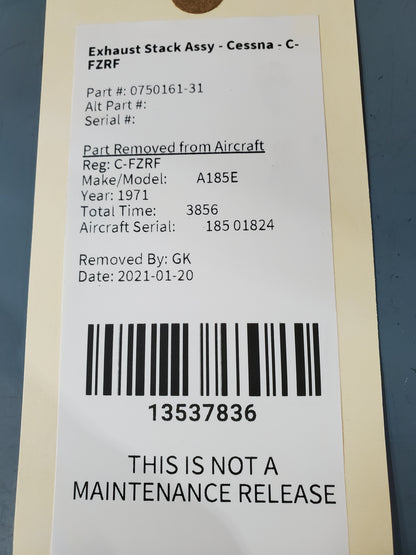 Exhaust Stack Assy - Cessna - C-
FZRF
Part #: 0750161-31
Alt Part #:
Serial #:
Part Removed from Aircraft
Reg: C-FZRF
Make/Model: A185E
Year: 1971
Total Time: 3856
Aircraft Serial: 185 01824
Removed By: GK
Date: 2021-01-20
13537836
THIS IS NOT A
MAINTENANCE RELEASE